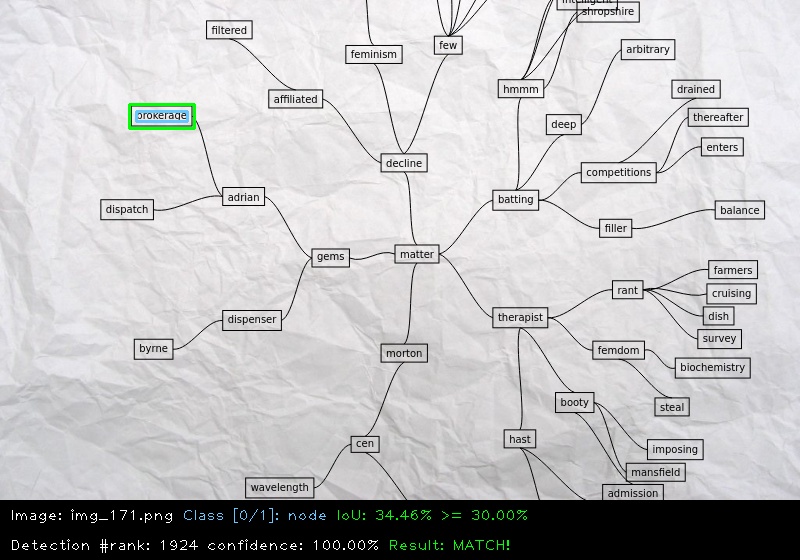 intelligent
shropshire
filtered
few
feminism
arbitrary
hmmm
drained
affiliated
brokerage
deep
thereafter
enters
decline
competitions
adrian
batting
dispatch
balance
filler
matter
gems
farmers
rant
cruising
dispenser
therapist
dish
survey
byrne
morton
femdom
biochemistry
booty
steal
hast
cen
imposing
mansfield
wavelength
admission
Image: img_171.png Class [0/1]: node IoU: 34.46% >= 30.00%
Detection #rank: 1924 confidence: 100.00% Result: MATCH!